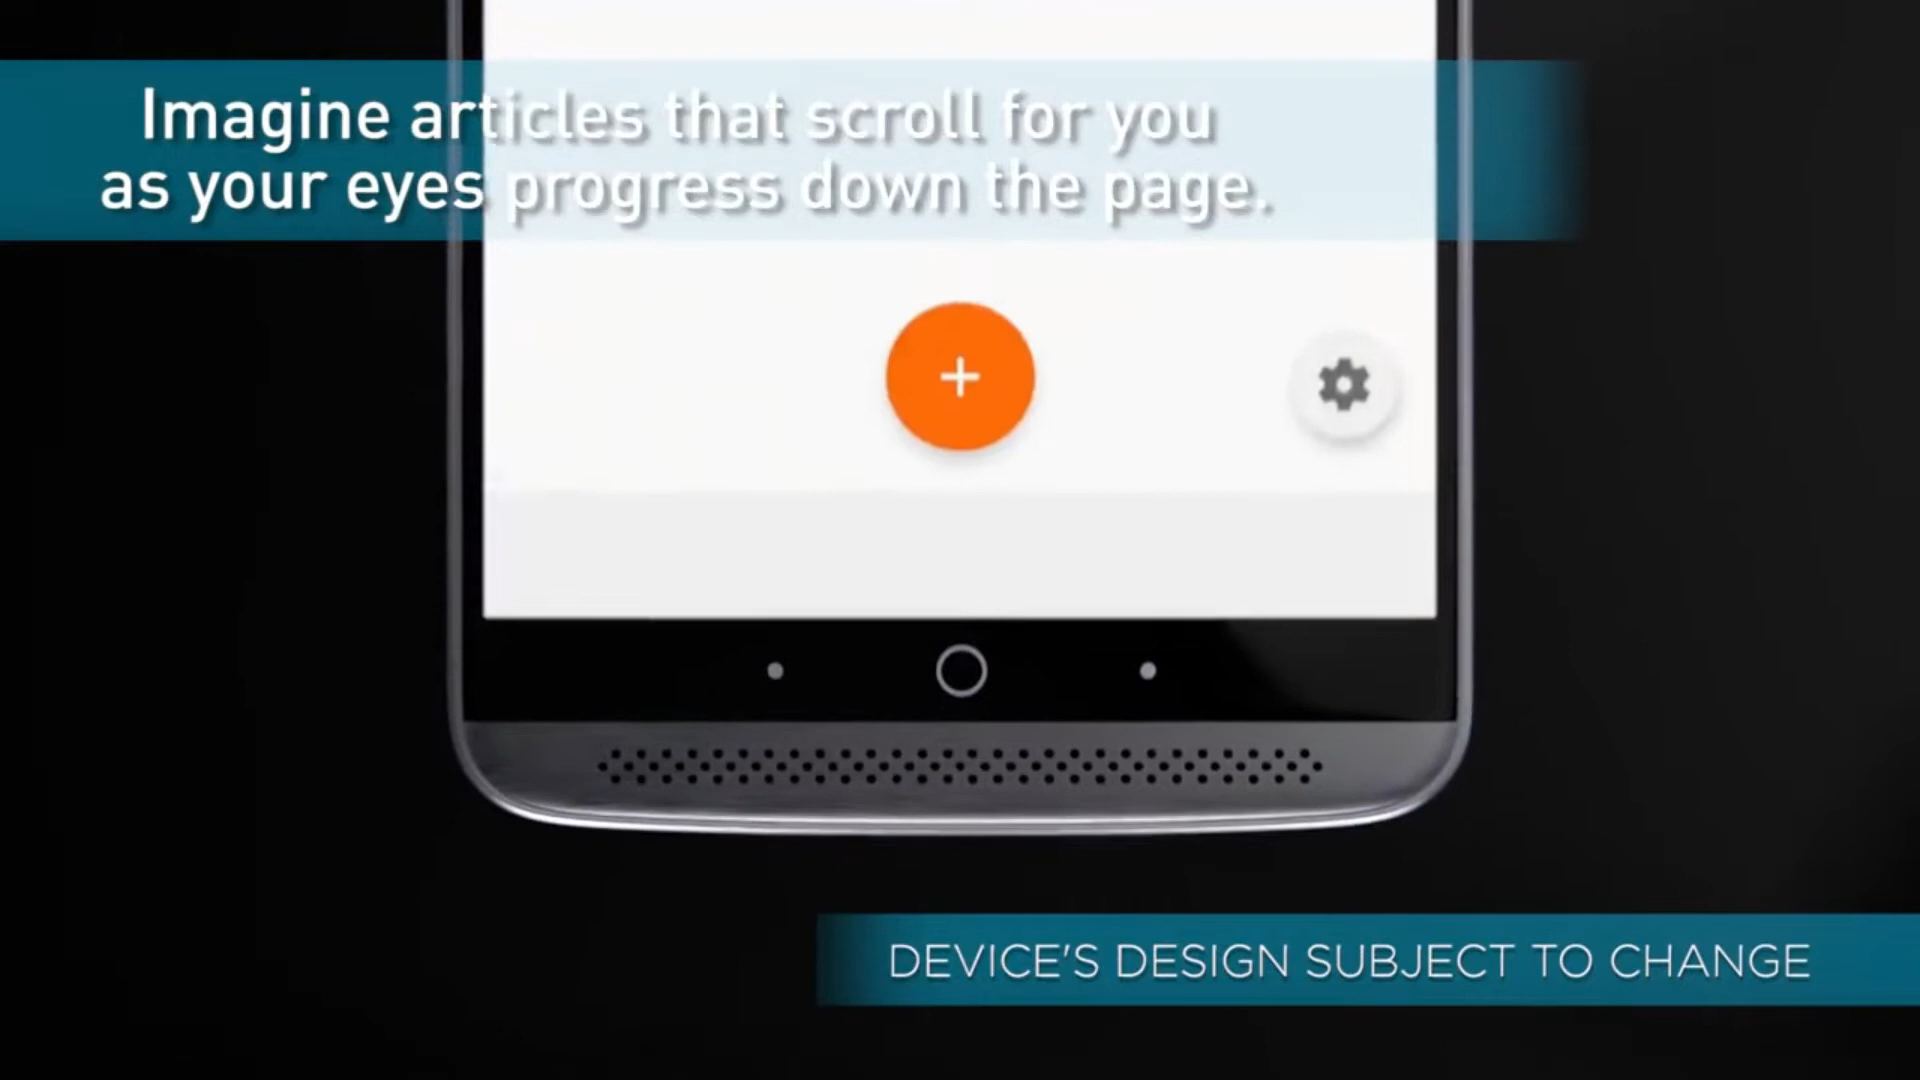 Imagine articles that scroll for you
as your eyes progress down the page.
DEVICE'S DESIGN SUBJECT TO CHANGE